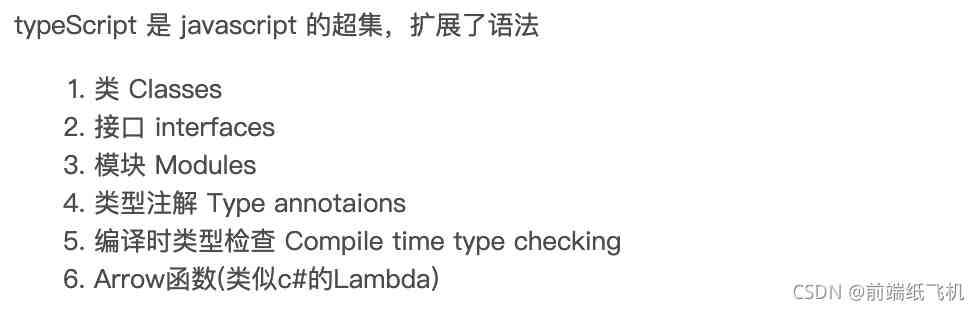 typeScript 是 javascript 的超集，扩展了语法
1. 类 Classes
2. 接口 interfaces
3. 模块 Modules
4. 类型注解 Type annotaions
5. 编译时类型检查 Compile time type checking
6. Arrow函数(类似c#的Lambda）
CSDN @前端纸飞机